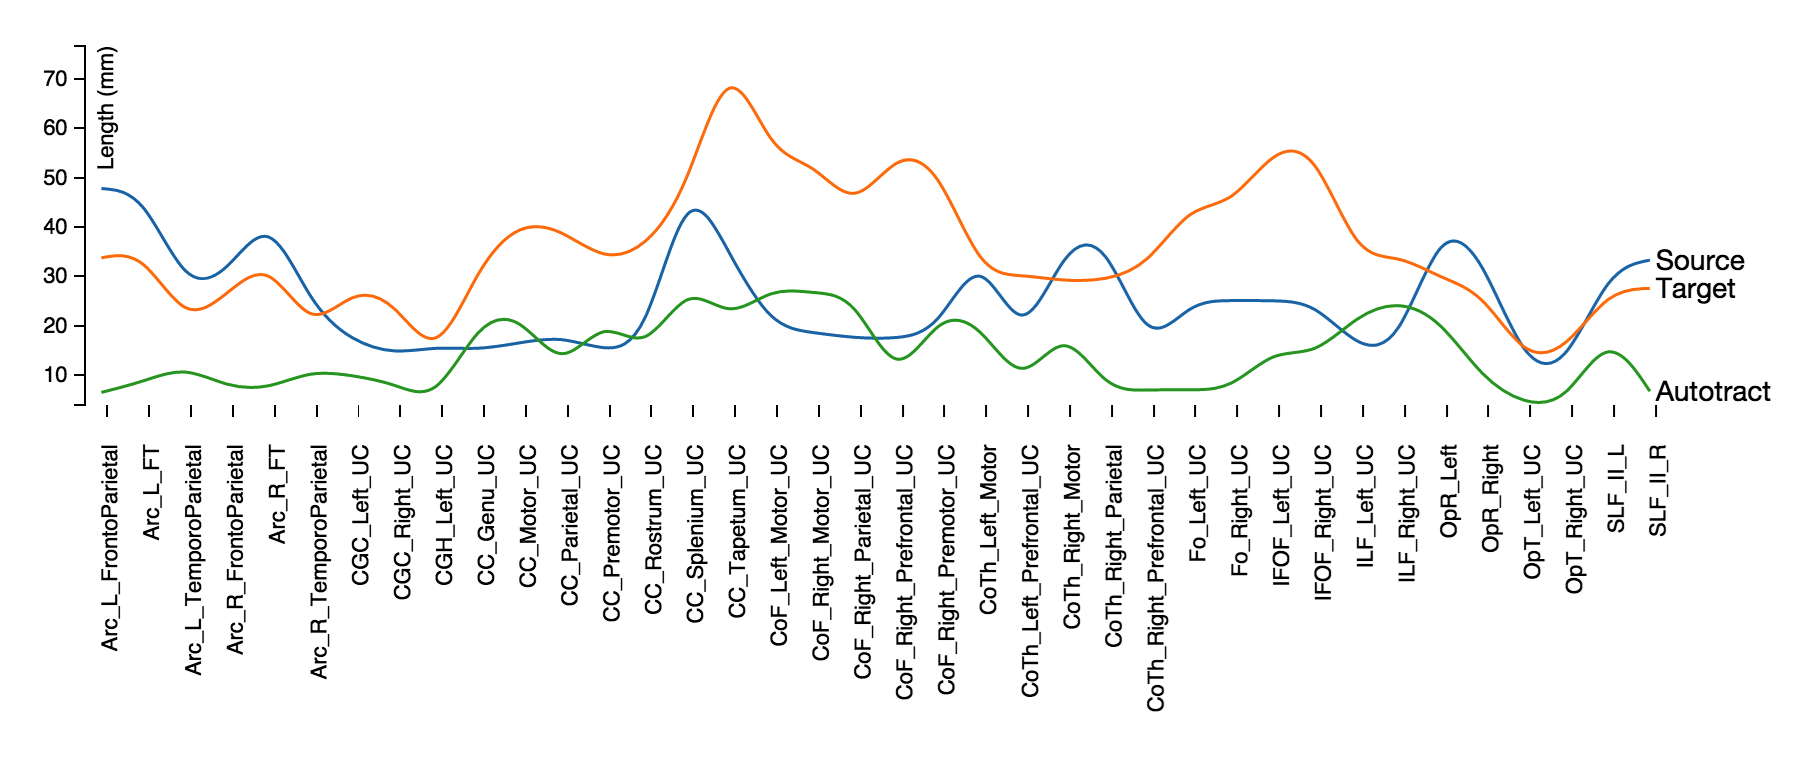 Length (mm)
70
60
50
40
30
20
10
Source
Target
Autotract
Arc_L_FrontoParietal
Arc_L_FT
Arc_L_TemporoParietal
Arc_R_FrontoParietal
Arc_R_FT
Arc_R_TemporoParietal
CGC_Left_UC
CGC_Right_UC
CGH_Left_UC
CC_Genu_UC
CC_Motor_UC
CC_Parietal_UC
CC_Premotor_UC
CC_Rostrum_UC
CC_Splenium_UC
CC_Tapetum_UC
CoF_Left_Motor_UC
CoF_Right_Motor_UC
CoF_Right_Parietal_UC
CoF_Right_Prefrontal_UC
CoF_Right_Premotor_UC
CoTh_Left_Motor
CoTh_Left_Prefrontal_UC
CoTh_Right_Motor
CoTh_Right_Parietal
CoTh_Right_Prefrontal_UC
Fo_Left_UC
Fo_Right_UC
IFOF_Left_UC
IFOF_Right_UC
ILF_Left_UC
ILF_Right_UC
OpR_Left
OpR_Right
OpT_Left_UC
OpT_Right_UC
SLF_II_L
SLF_II_R